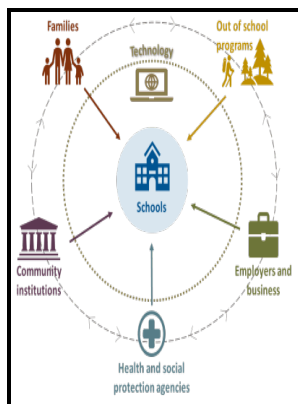 Families
Out of school
programs
Technology
Schools
Community
institutions
Employers and
business
Health and social
protection agencies